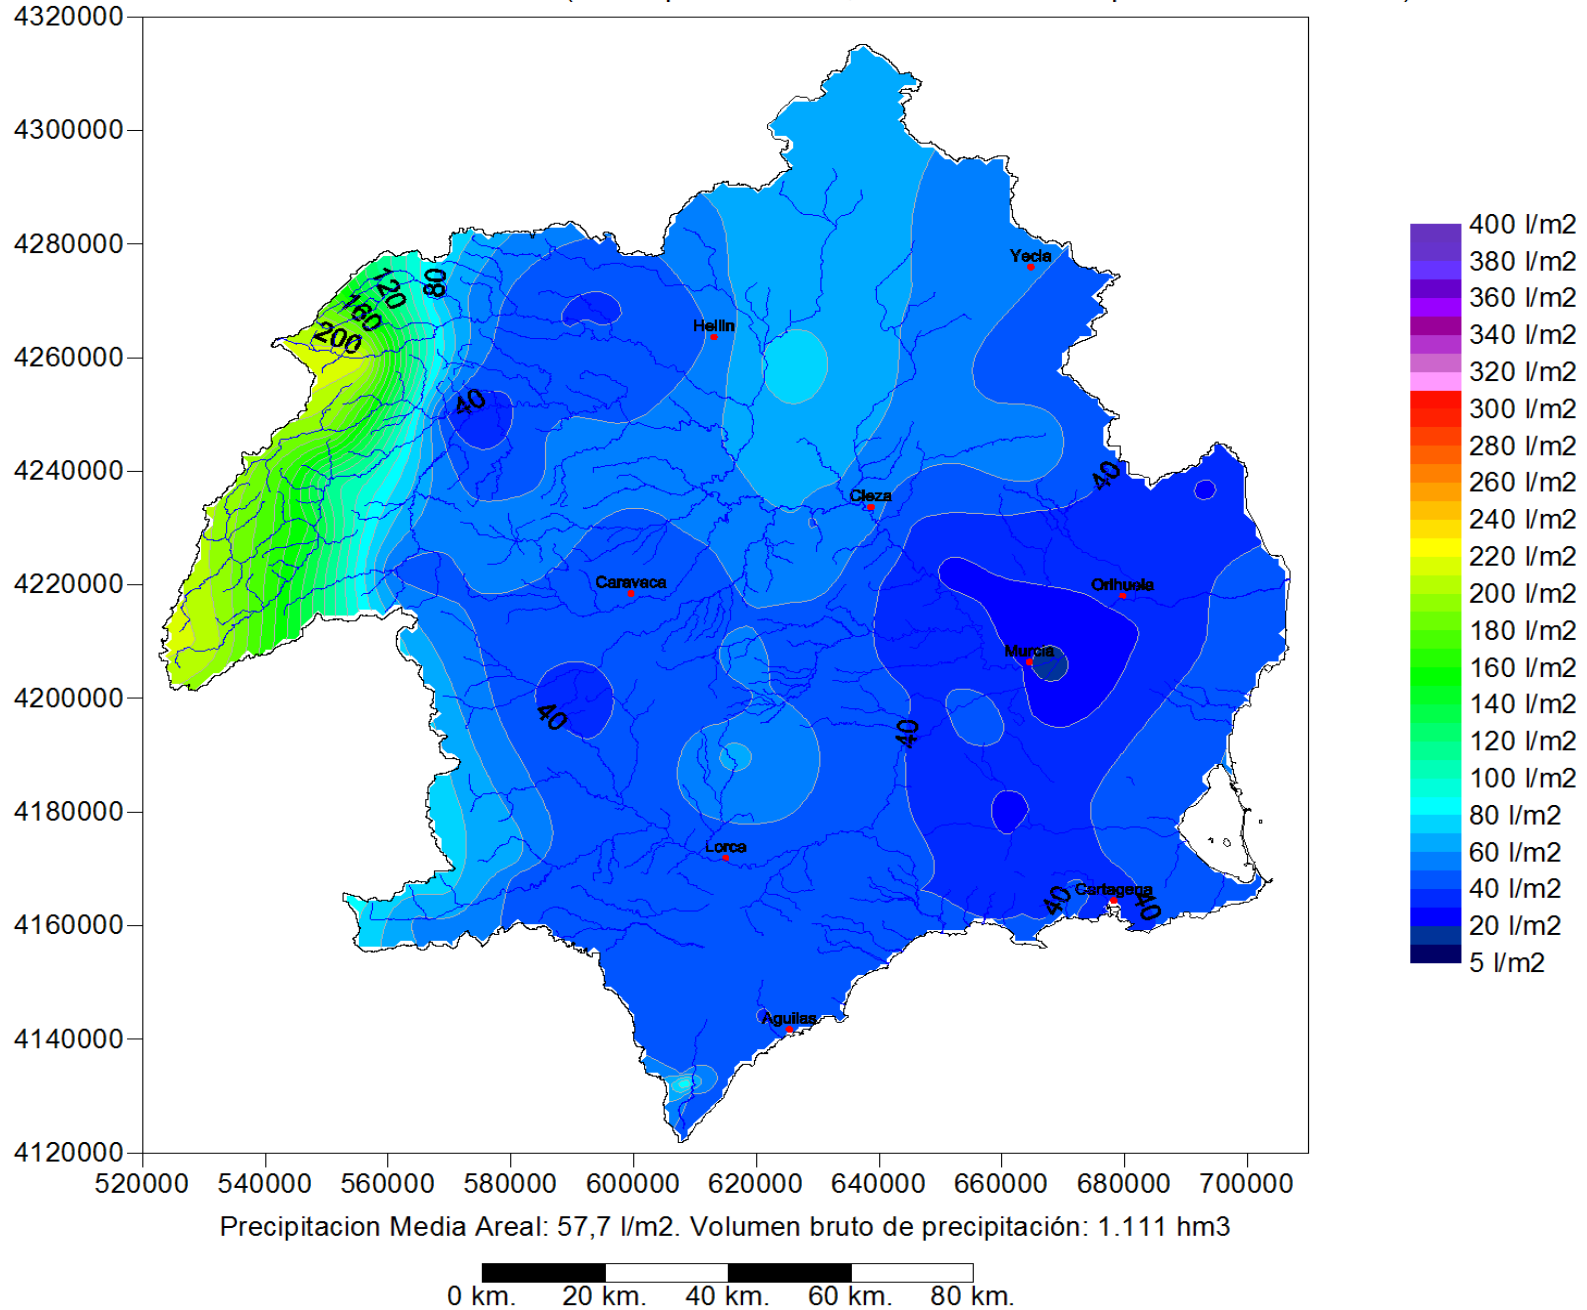 4320000
4300000
4280000
4260000
4240000
4220000
4200000
4180000
4160000
4140000
4120000
520000 540000 560000 580000 600000 620000 640000 660000 680000 700000
Yecla
Hellin
Cieza
Caravaca
Orihuela
Murcia
Lorca
Cartagena
Aguilas
120
80
160
200
40
40
40
40
40
40
400 l/m2
380 l/m2
360 l/m2
340 l/m2
320 l/m2
300 l/m2
280 l/m2
260 l/m2
240 l/m2
220 l/m2
200 l/m2
180 l/m2
160 l/m2
140 l/m2
120 l/m2
100 l/m2
80 l/m2
60 l/m2
40 l/m2
20 l/m2
5 l/m2
Precipitacion Media Areal: 57,7 l/m2. Volumen bruto de precipitación: 1.111 hm3
0 km. 20 km. 40 km. 60 km. 80 km.